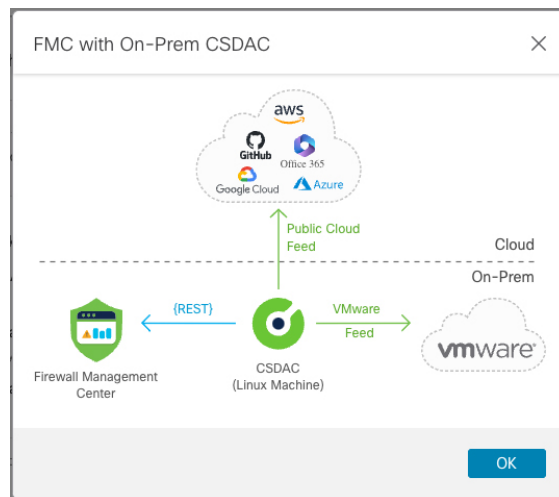 FMC with On-Prem CSDAC
aws
GitHub
Office 365
Google Cloud
Azure
Public Cloud
Feed
Cloud
On-Prem
{REST}
VMware
Feed
vmware
CSDAC
(Linux Machine)
Firewall Management
Center
OK